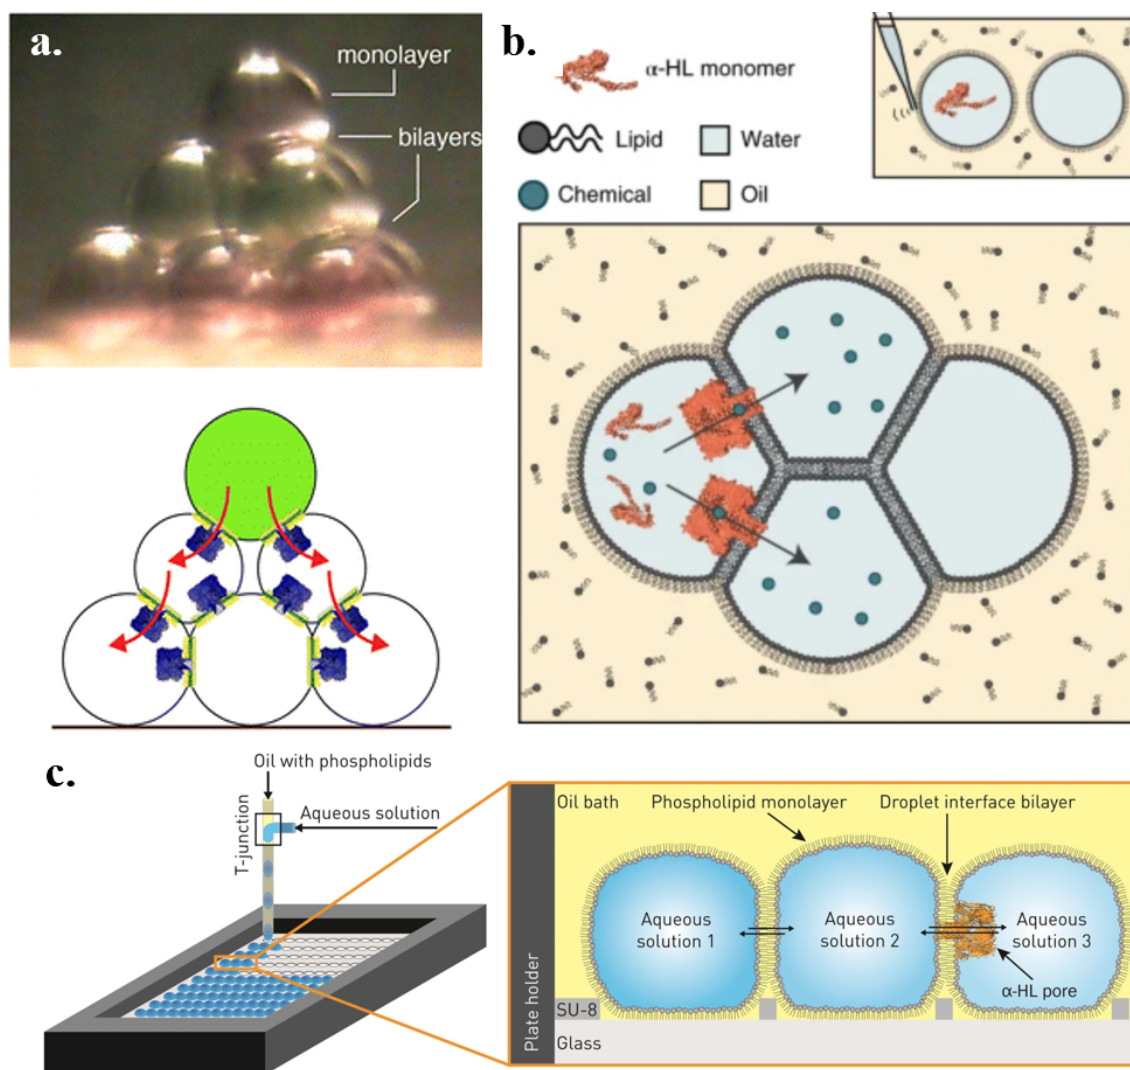 a.
monolayer
bilayers
b.
α-HL monomer
Lipid
Water
Chemical
Oil
c.
Oil with phospholipids
Aqueous solution
T-junction
Plate holder
Oil bath
Phospholipid monolayer
Droplet interface bilayer
Aqueous
solution 1
Aqueous
solution 2
Aqueous
solution 3
α-HL pore
SU-8
Glass